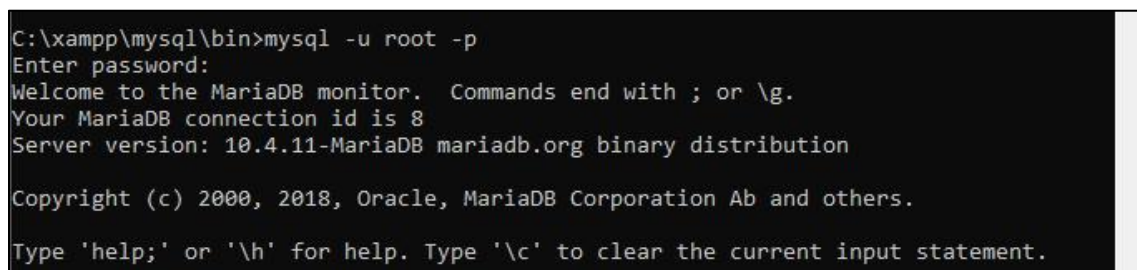 C:\xampp\mysql\bin>mysql -u root -p
Enter password:
Welcome to the MariaDB monitor.  Commands end with ; or \g.
Your MariaDB connection id is 8
Server version: 10.4.11-MariaDB mariadb.org binary distribution
Copyright (c) 2000, 2018, Oracle, MariaDB Corporation Ab and others.
Type 'help;' or '\h' for help. Type '\c' to clear the current input statement.